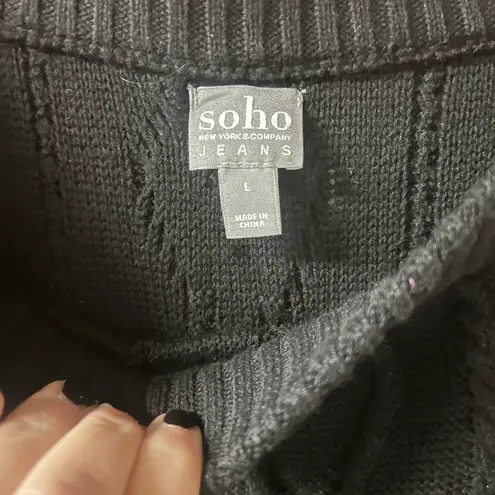 soho
NEW YORK & COMPANY
JEANS
L
MADE IN
CHINA